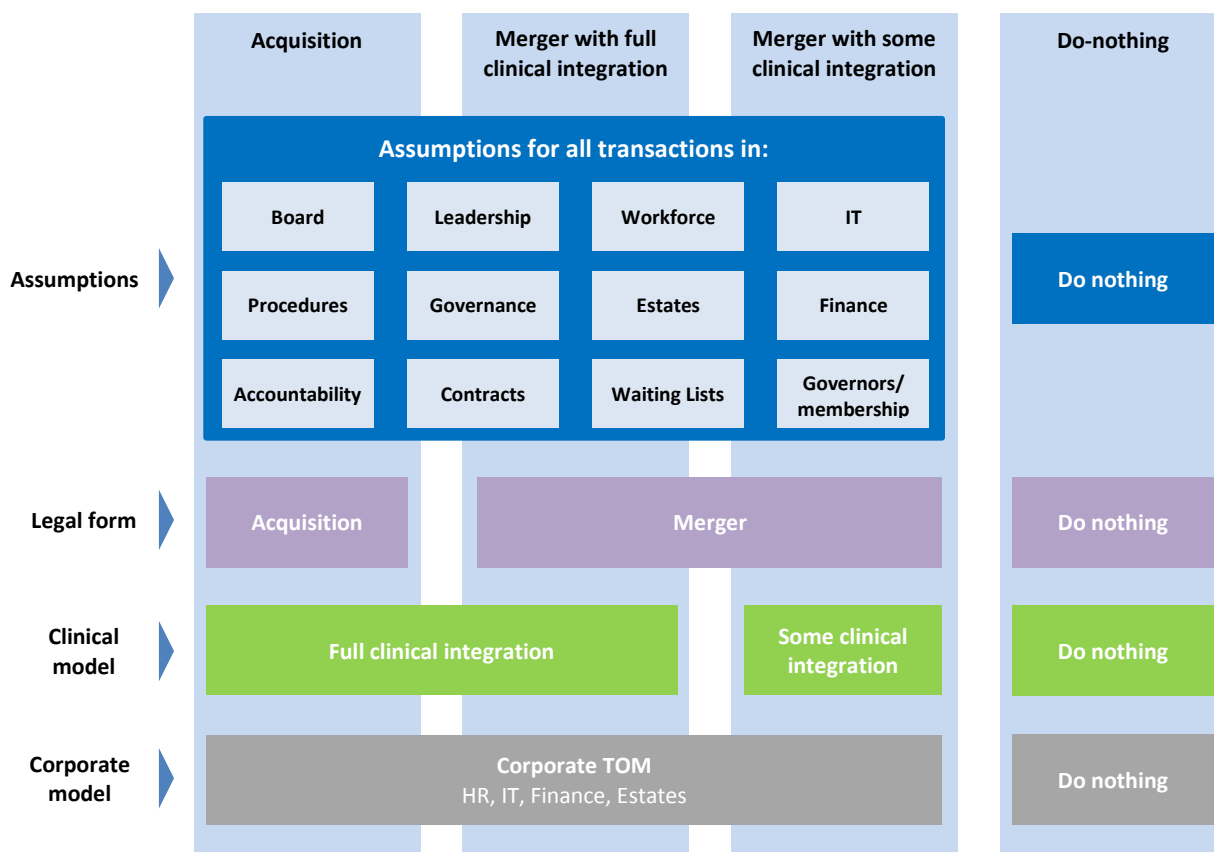 Acquisition
Merger with full
clinical integration
Merger with some
clinical integration
Do-nothing
Assumptions for all transactions in:
Board
Leadership
Workforce
IT
Assumptions
Procedures
Governance
Estates
Finance
Do nothing
Accountability
Contracts
Waiting Lists
Governors/
membership
Legal form
Acquisition
Merger
Do nothing
Clinical
model
Full clinical integration
Some clinical
integration
Do nothing
Corporate
model
Corporate TOM
HR, IT, Finance, Estates
Do nothing